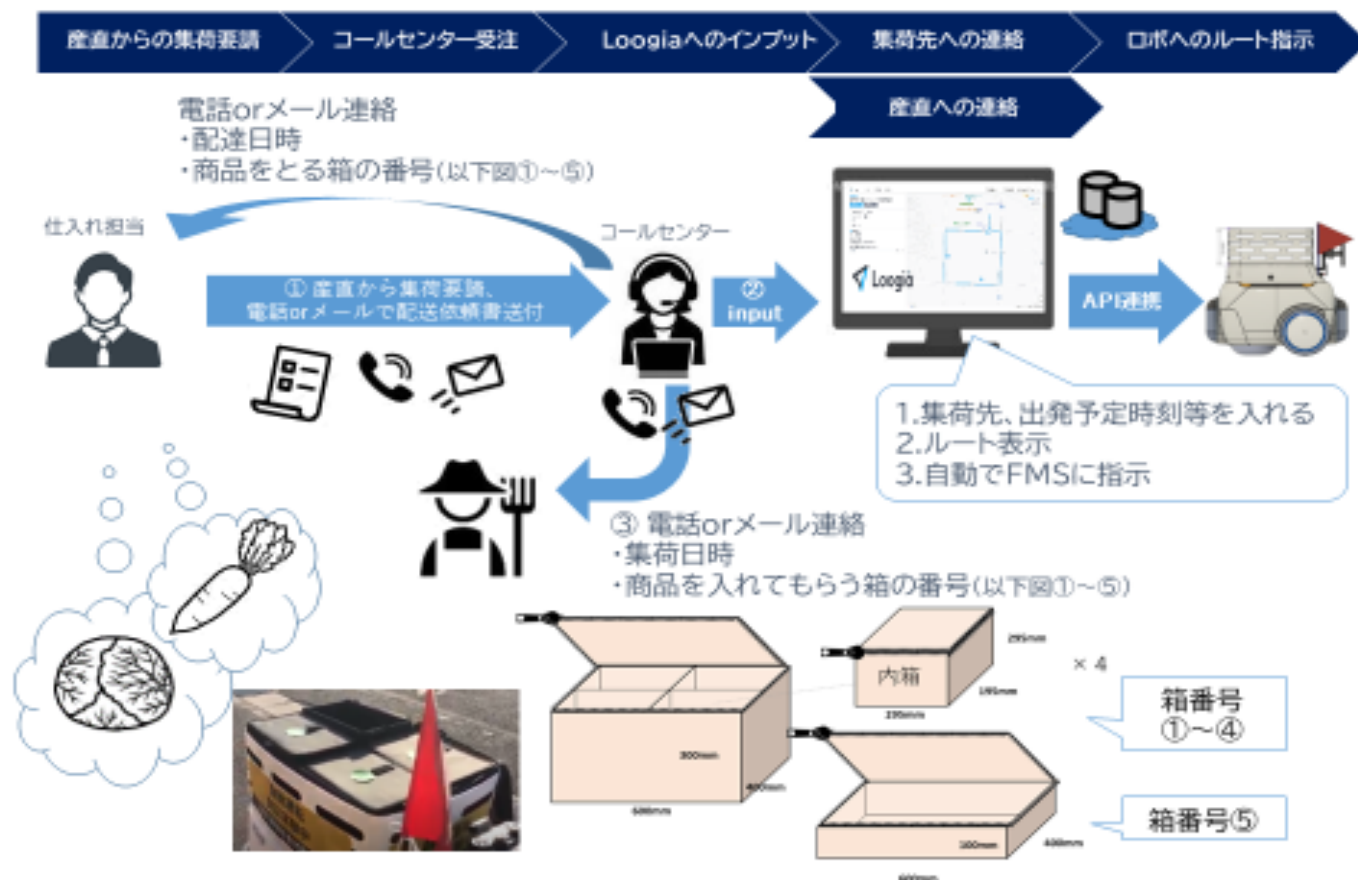 産直からの集荷要請
コールセンター受注
Loogiaへのインプット
集荷先への連絡
ロボへのルート指示
産直への連絡
電話orメール連絡
・配達日時
・商品をとる箱の番号(以下図①～⑤)
仕入れ担当
コールセンター
① 産直から集荷要請、
電話orメールで配送依頼書送付
②
input
Loogia
API連携
1.集荷先、出発予定時刻等を入れる
2.ルート表示
3.自動でFMSに指示
③ 電話orメール連絡
・集荷日時
・商品を入れてもらう箱の番号(以下図①～⑤)
内箱
295mm
195mm
× 4
箱番号
①～④
300mm
400mm
600mm
箱番号⑤
100mm
400mm
600mm